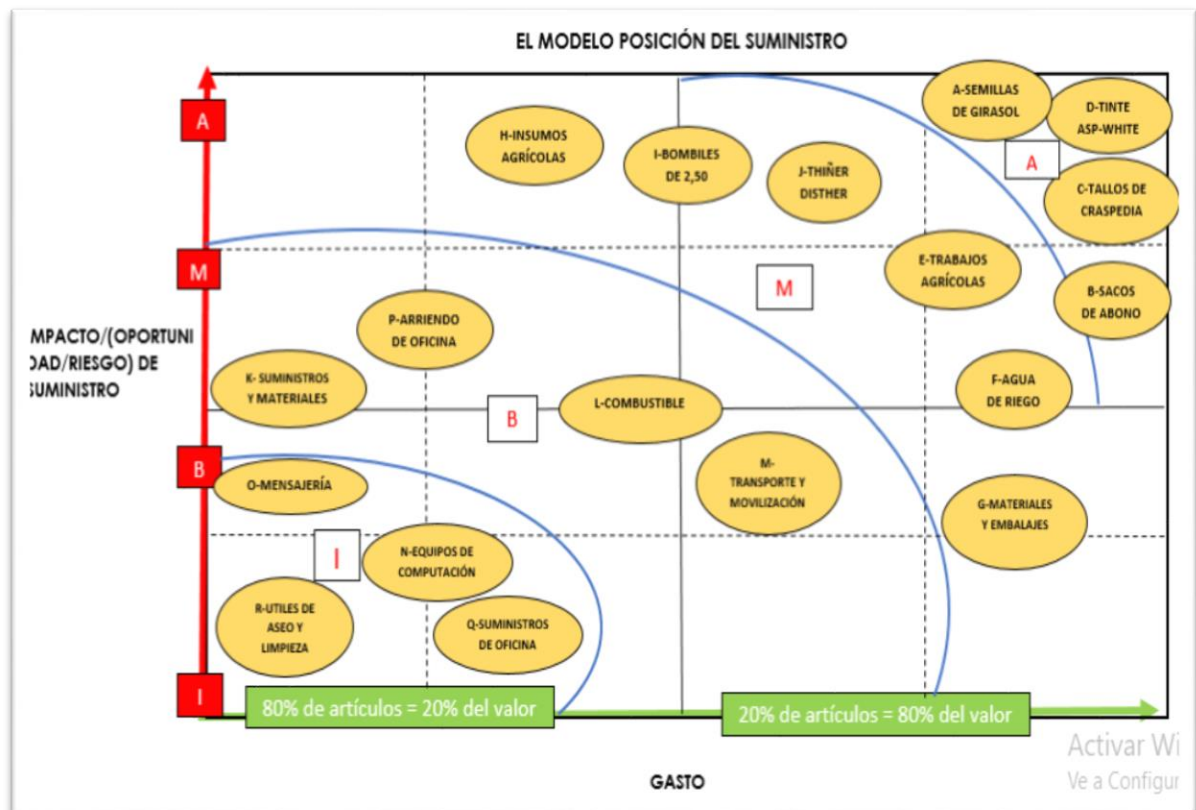 EL MODELO POSICIÓN DEL SUMINISTRO
A-SEMILLAS
DE GIRASOL
D-TINTE
ASP-WHITE
A
H-INSUMOS
AGRÍCOLAS
I-BOMBILES
DE 2,50
J-THIÑER
DISTHER
A
C-TALLOS DE
CRASPEDIA
M
E-TRABAJOS
AGRÍCOLAS
M
B-SACOS
DE ABONO
P-ARRIENDO
DE OFICINA
MPACTO/(OPORTUNI
DAD/RIESGO) DE
SUMINISTRO
K- SUMINISTROS
Y MATERIALES
L-COMBUSTIBLE
F-AGUA
DE RIEGO
B
B
O-MENSAJERÍA
M-
TRANSPORTE Y
MOVILIZACIÓN
G-MATERIALES
Y EMBALAJES
I
N-EQUIPOS DE
COMPUTACIÓN
R-UTILES DE
ASEO Y
LIMPIEZA
Q-SUMINISTROS
DE OFICINA
I
80% de artículos = 20% del valor
20% de artículos = 80% del valor
Activar Wi
Ve a Configur
GASTO